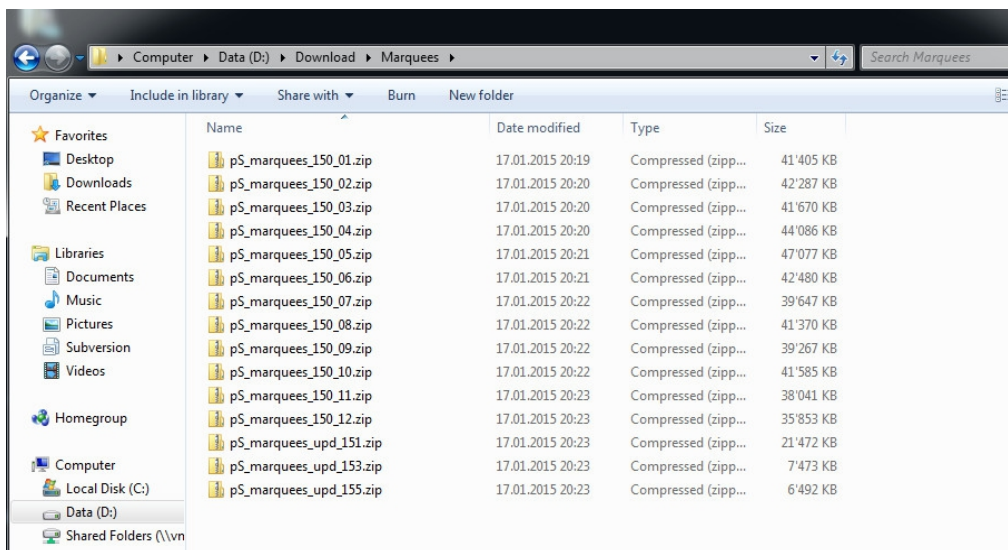 Computer Data (D:) Download Marquees Search Marquees
Organize Include in library Share with Burn New folder
Name Date modified Type Size
Favorites
Desktop
Downloads
Recent Places
Libraries
Documents
Music
Pictures
Subversion
Videos
Homegroup
Computer
Local Disk (C:)
Data (D:)
Shared Folders (\\vn
pS_marquees_150_01.zip 17.01.2015 20:19 Compressed (zipp... 41'405 KB
pS_marquees_150_02.zip 17.01.2015 20:20 Compressed (zipp... 42'287 KB
pS_marquees_150_03.zip 17.01.2015 20:20 Compressed (zipp... 41'670 KB
pS_marquees_150_04.zip 17.01.2015 20:20 Compressed (zipp... 44'086 KB
pS_marquees_150_05.zip 17.01.2015 20:21 Compressed (zipp... 47'077 KB
pS_marquees_150_06.zip 17.01.2015 20:21 Compressed (zipp... 42'480 KB
pS_marquees_150_07.zip 17.01.2015 20:22 Compressed (zipp... 39'647 KB
pS_marquees_150_08.zip 17.01.2015 20:22 Compressed (zipp... 41'370 KB
pS_marquees_150_09.zip 17.01.2015 20:22 Compressed (zipp... 39'267 KB
pS_marquees_150_10.zip 17.01.2015 20:22 Compressed (zipp... 41'585 KB
pS_marquees_150_11.zip 17.01.2015 20:23 Compressed (zipp... 38'041 KB
pS_marquees_150_12.zip 17.01.2015 20:23 Compressed (zipp... 35'853 KB
pS_marquees_upd_151.zip 17.01.2015 20:23 Compressed (zipp... 21'472 KB
pS_marquees_upd_153.zip 17.01.2015 20:23 Compressed (zipp... 7'473 KB
pS_marquees_upd_155.zip 17.01.2015 20:23 Compressed (zipp... 6'492 KB